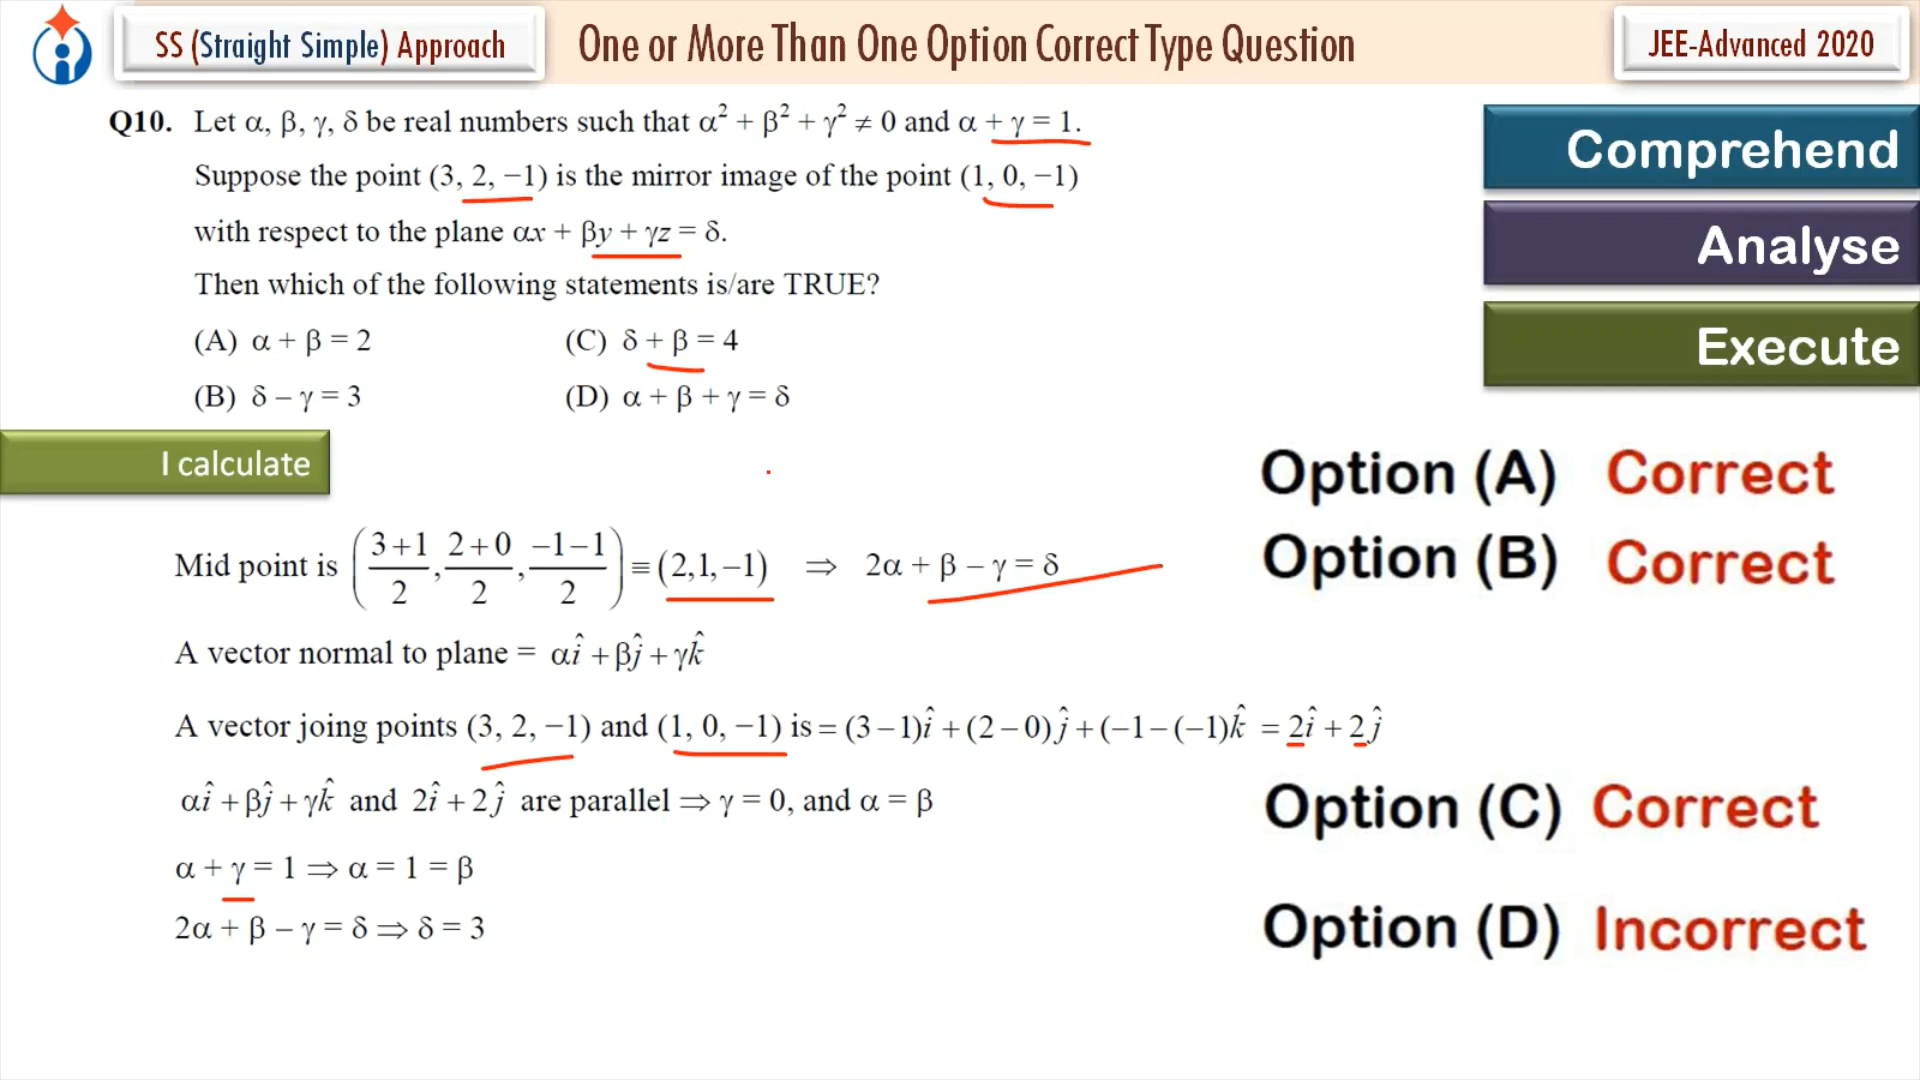 SS (Straight Simple) Approach
One or More Than One Option Correct Type Question
JEE-Advanced 2020
Q10. Let α, β, γ, δ be real numbers such that α² + β² + γ² ≠ 0 and α + γ = 1.
Suppose the point (3, 2, −1) is the mirror image of the point (1, 0, −1)
with respect to the plane αx + βy + γz = δ.
Then which of the following statements is/are TRUE?
(A) α + β = 2 (C) δ + β = 4
(B) δ − γ = 3 (D) α + β + γ = δ
Comprehend
Analyse
Execute
I calculate
Mid point is ((3+1)/2, (2+0)/2, (−1−1)/2) ≡ (2,1,−1) ⇒ 2α + β − γ = δ
A vector normal to plane = αî + βĵ + γk̂
A vector joing points (3, 2, −1) and (1, 0, −1) is = (3−1)î + (2−0)ĵ + (−1−(−1)k̂ = 2î + 2ĵ
αî + βĵ + γk̂ and 2î + 2ĵ are parallel ⇒ γ = 0, and α = β
α + γ = 1 ⇒ α = 1 = β
2α + β − γ = δ ⇒ δ = 3
Option (A) Correct
Option (B) Correct
Option (C) Correct
Option (D) Incorrect